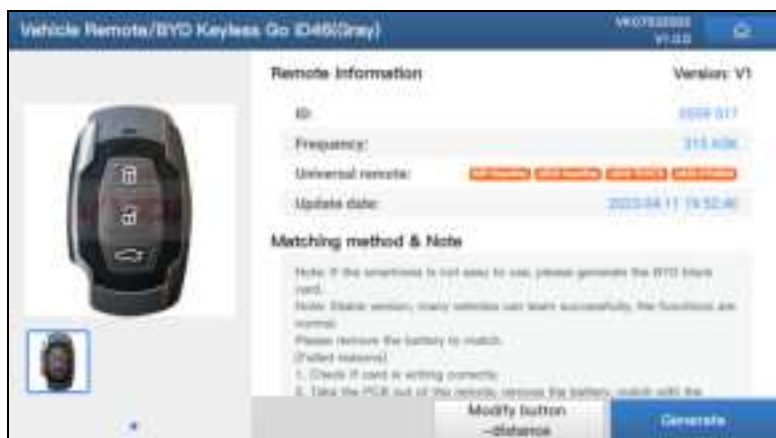 Vehicle Remote/BYD Keyless Go ID46(Gray)
V1.0.0
Remote Information
Version: V1
ID:
Frequency:
Universal remote:
Update date:
Matching method & Note
Note: If the smartness is not easy to use, please generate the BYD black
card.
Note: Stable version, many vehicles can learn successfully, the functions are
normal.
Please remove the battery to match.
(Failed reasons)
1. Check if card is writing correctly.
2. Take the PCB out of the remote, remove the battery, match with the
Modify button
-distance
Generate